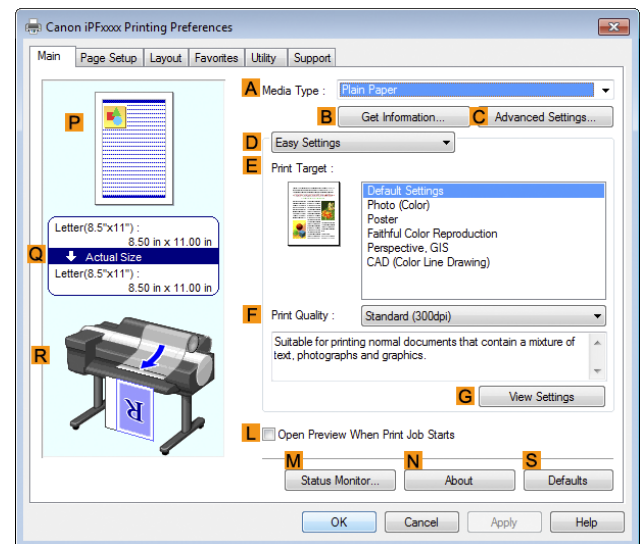 Canon iPFxxxx Printing Preferences
Main Page Setup Layout Favorites Utility Support
A Media Type : Plain Paper
B Get Information... C Advanced Settings...
D Easy Settings
E Print Target :
Default Settings
Photo (Color)
Poster
Faithful Color Reproduction
Perspective, GIS
CAD (Color Line Drawing)
F Print Quality : Standard (300dpi)
Suitable for printing normal documents that contain a mixture of
text, photographs and graphics.
G View Settings
L Open Preview When Print Job Starts
M Status Monitor... N About S Defaults
P
Letter(8.5"x11") :
8.50 in x 11.00 in
Q Actual Size
Letter(8.5"x11") :
8.50 in x 11.00 in
R
R
OK Cancel Apply Help